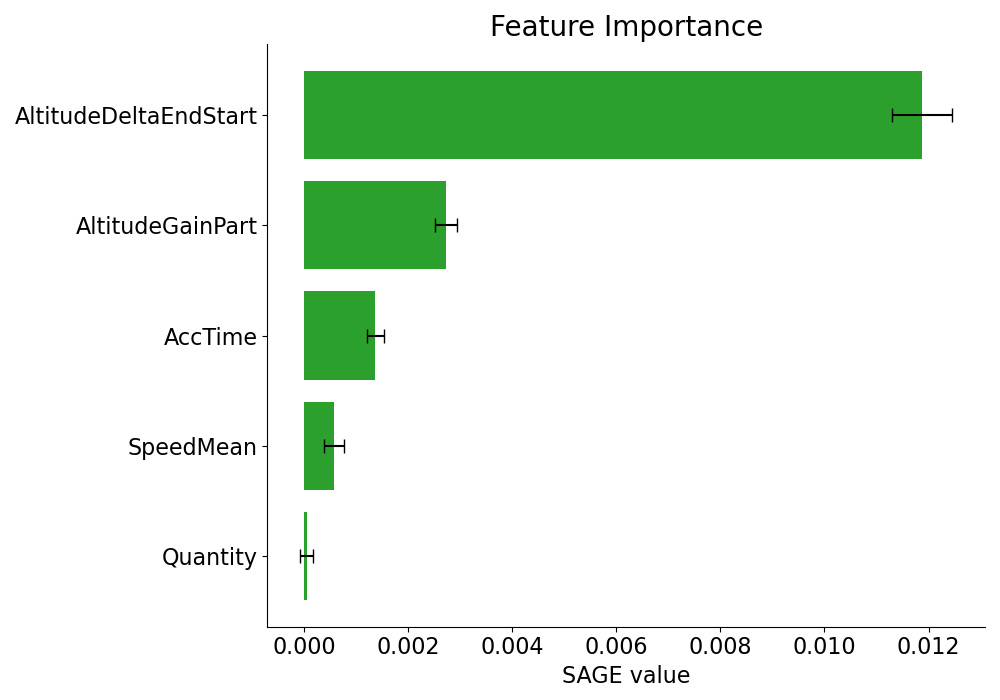 Feature Importance
AltitudeDeltaEndStart
AltitudeGainPart
AccTime
SpeedMean
Quantity
0.000 0.002 0.004 0.006 0.008 0.010 0.012
SAGE value